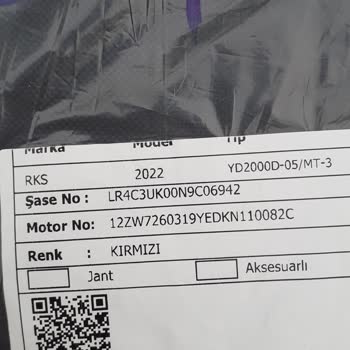 Marka Model Tip
RKS 2022 YD2000D-05/MT-3
Şase No : LR4C3UK00N9C06942
Motor No: 12ZW7260319YEDKN110082C
Renk : KIRMIZI
Jant Aksesuarlı